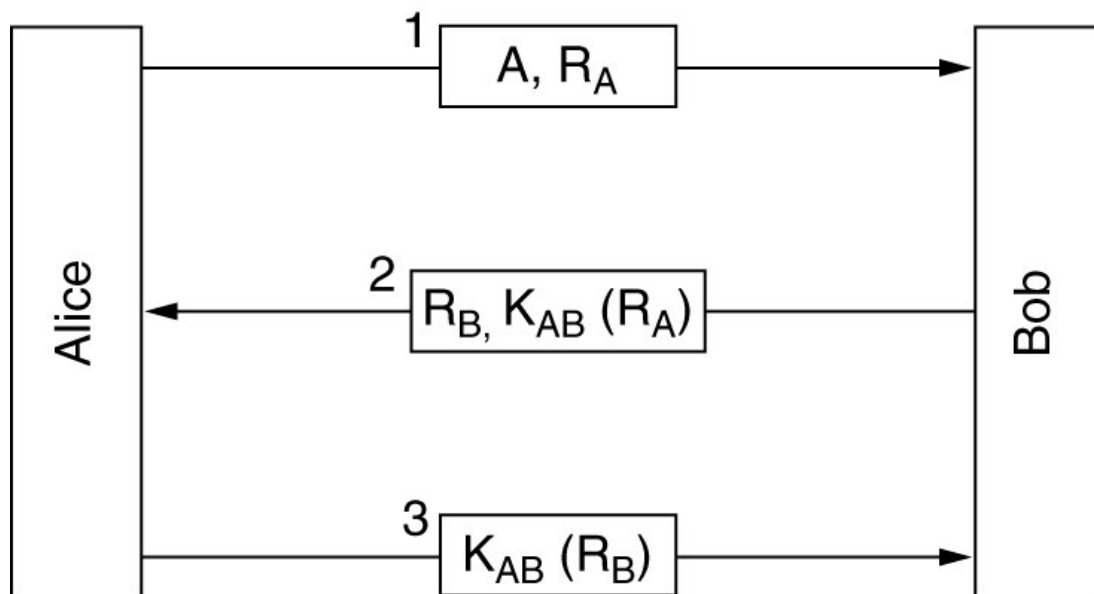 1
A, R_A
Alice
2
R_B, K_AB (R_A)
Bob
3
K_AB (R_B)